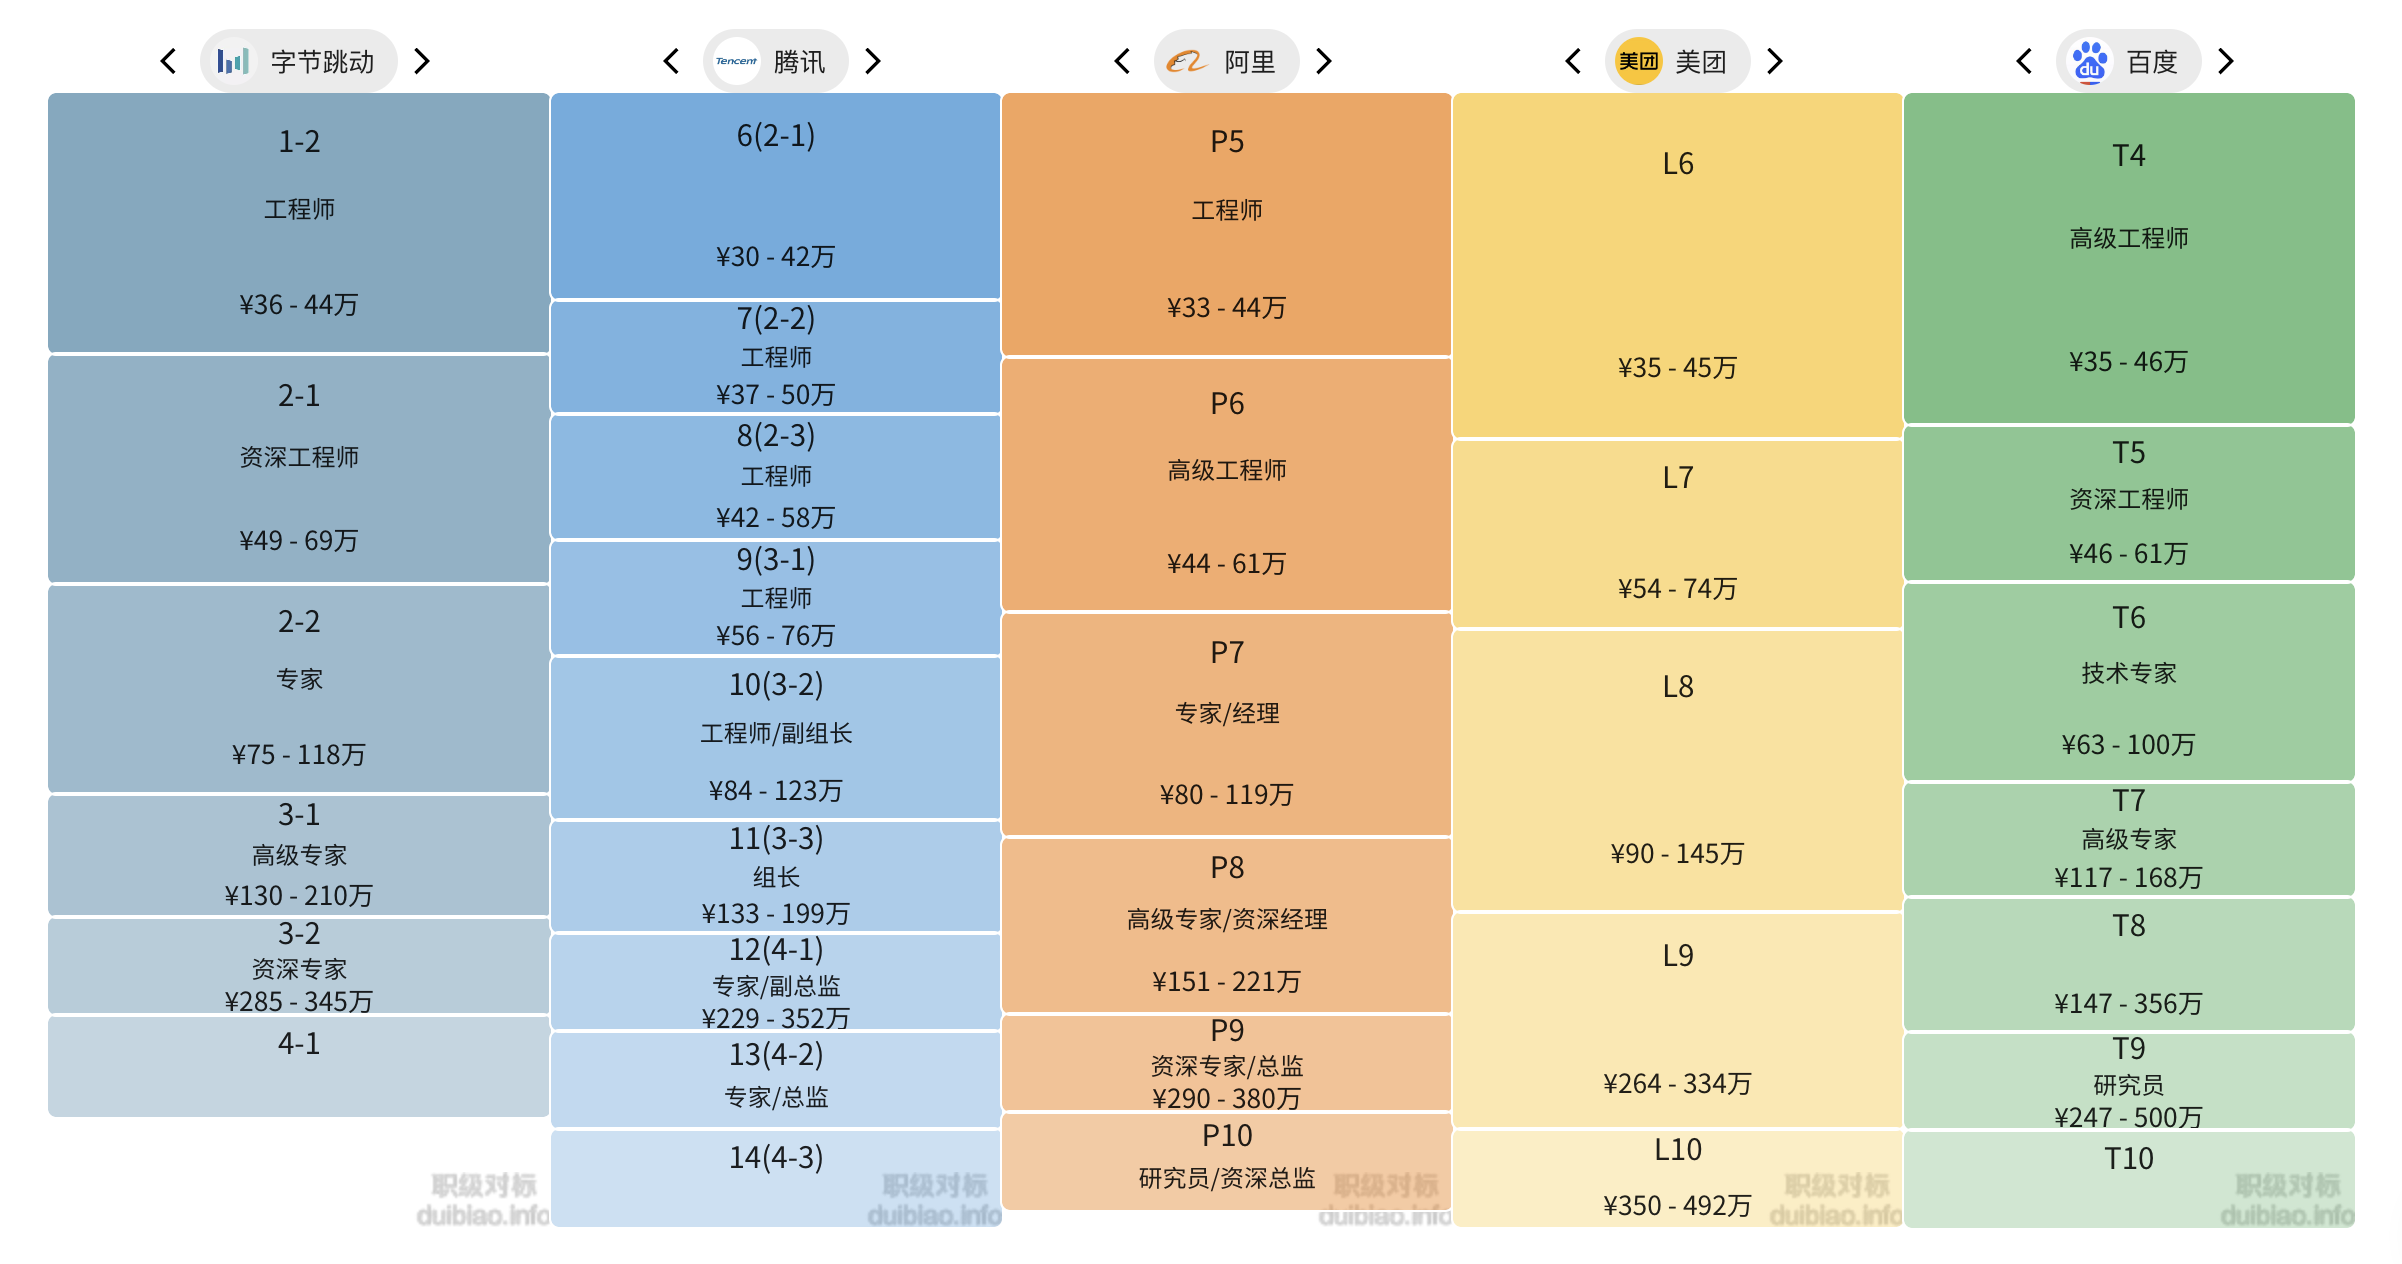 字节跳动
1-2
工程师
¥36 - 44万
2-1
资深工程师
¥49 - 69万
2-2
专家
¥75 - 118万
3-1
高级专家
¥130 - 210万
3-2
资深专家
¥285 - 345万
4-1
职级对标
duibiao.info
Tencent 腾讯
6(2-1)
¥30 - 42万
7(2-2)
工程师
¥37 - 50万
8(2-3)
工程师
¥42 - 58万
9(3-1)
工程师
¥56 - 76万
10(3-2)
工程师/副组长
¥84 - 123万
11(3-3)
组长
¥133 - 199万
12(4-1)
专家/副总监
¥229 - 352万
13(4-2)
专家/总监
14(4-3)
职级对标
duibiao.info
阿里
P5
工程师
¥33 - 44万
P6
高级工程师
¥44 - 61万
P7
专家/经理
¥80 - 119万
P8
高级专家/资深经理
¥151 - 221万
P9
资深专家/总监
¥290 - 380万
P10
研究员/资深总监
职级对标
duibiao.info
美团 美团
L6
¥35 - 45万
L7
¥54 - 74万
L8
¥90 - 145万
L9
¥264 - 334万
L10
¥350 - 492万
职级对标
duibiao.info
du 百度
T4
高级工程师
¥35 - 46万
T5
资深工程师
¥46 - 61万
T6
技术专家
¥63 - 100万
T7
高级专家
¥117 - 168万
T8
¥147 - 356万
T9
研究员
¥247 - 500万
T10
职级对标
duibiao.info